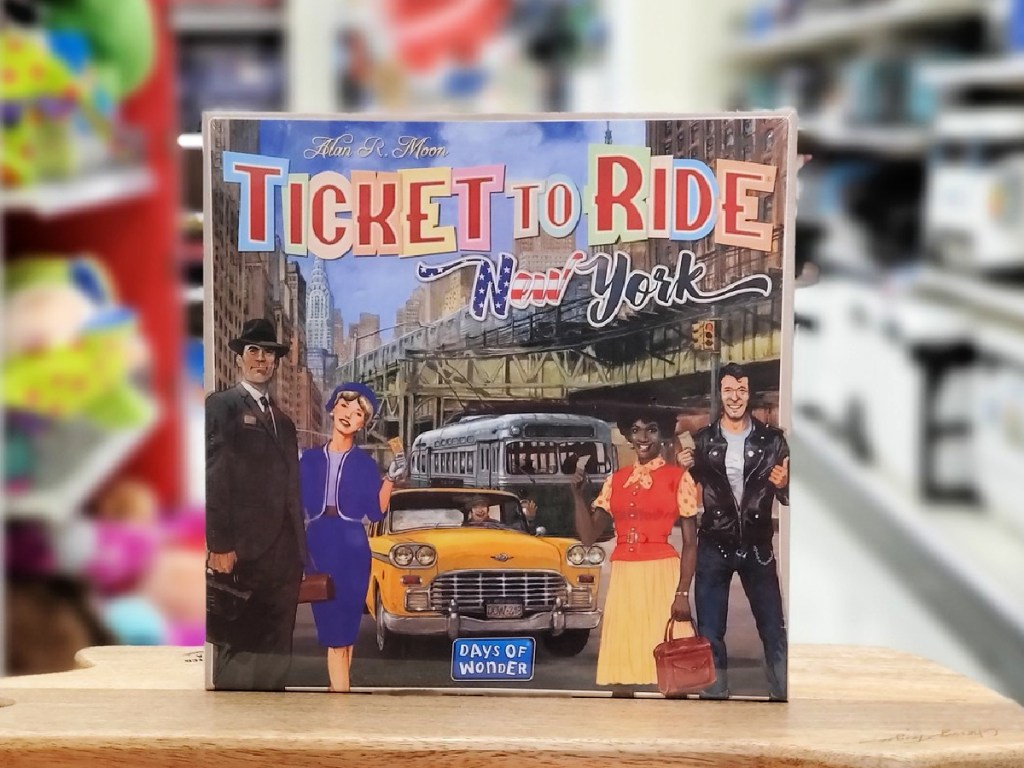 Alan R. Moon
TICKET TO RIDE
New York
DAYS OF
WONDER